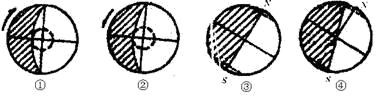 x x
s s
① ② ③ ④